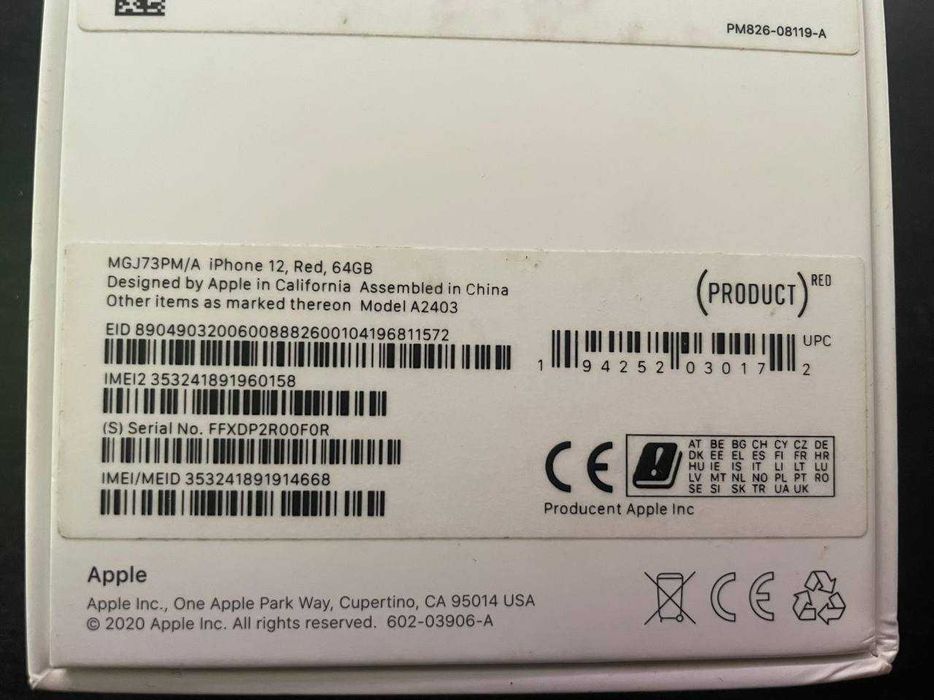 PM826-08119-A
MGJ73PM/A iPhone 12, Red, 64GB
Designed by Apple in California Assembled in China
Other items as marked thereon Model A2403
(PRODUCT)RED
EID 89049032006008882600104196811572
UPC
1 94252 03017 2
IMEI2 353241891960158
(S) Serial No. FFXDP2R00F0R
IMEI/MEID 353241891914668
CE
AT BE BG CH CY CZ DE
DK EE EL ES FI FR HR
HU IE IS IT LI LT LU
LV MT NL NO PL PT RO
SE SI SK TR UA UK
Producent Apple Inc
Apple
Apple Inc., One Apple Park Way, Cupertino, CA 95014 USA
© 2020 Apple Inc. All rights reserved. 602-03906-A
CE